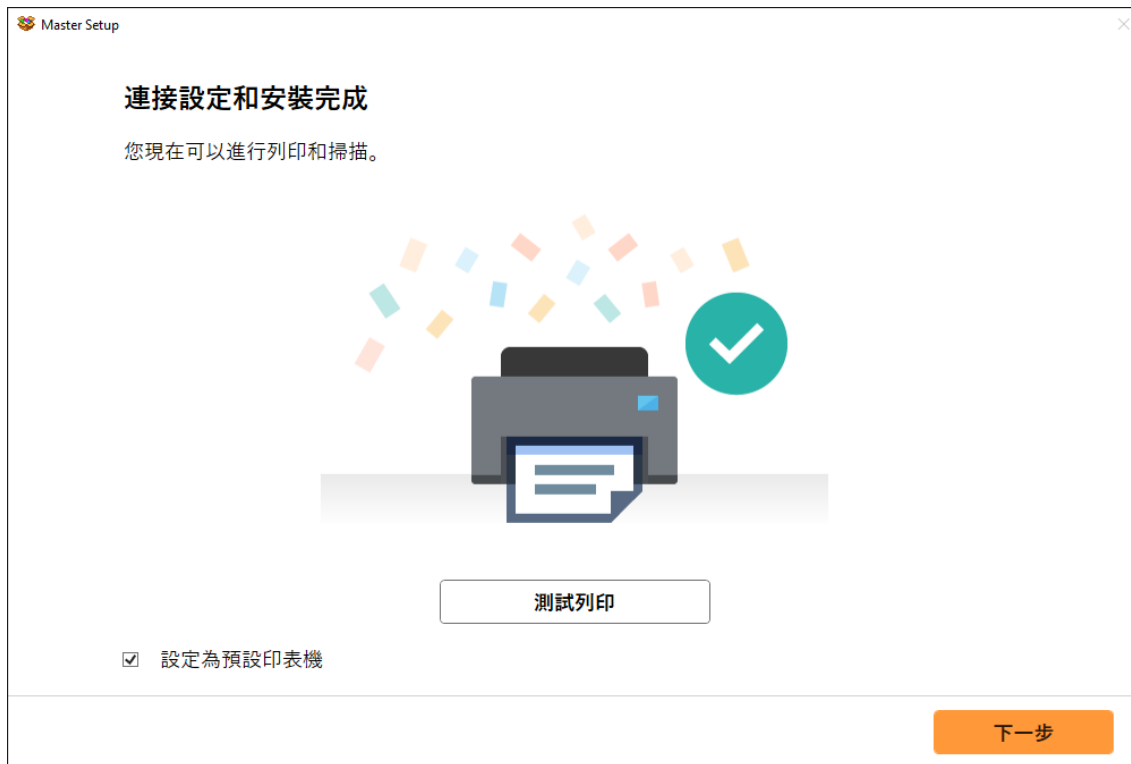 Master Setup
連接設定和安裝完成
您現在可以進行列印和掃描。
測試列印
設定為預設印表機
下一步